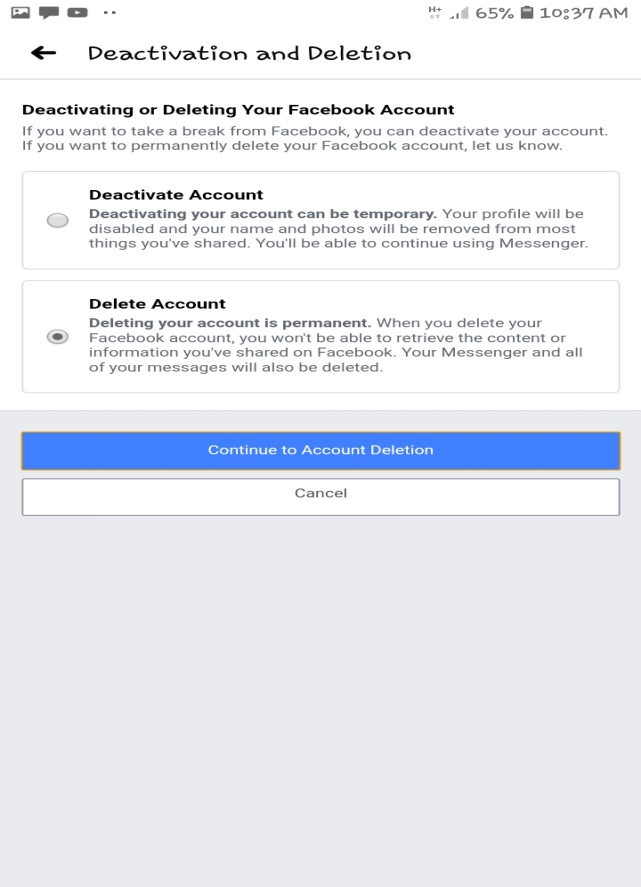 H+ 65% 10:37 AM
Deactivation and Deletion
Deactivating or Deleting Your Facebook Account
If you want to take a break from Facebook, you can deactivate your account.
If you want to permanently delete your Facebook account, let us know.
Deactivate Account
Deactivating your account can be temporary. Your profile will be
disabled and your name and photos will be removed from most
things you've shared. You'll be able to continue using Messenger.
Delete Account
Deleting your account is permanent. When you delete your
Facebook account, you won't be able to retrieve the content or
information you've shared on Facebook. Your Messenger and all
of your messages will also be deleted.
Continue to Account Deletion
Cancel